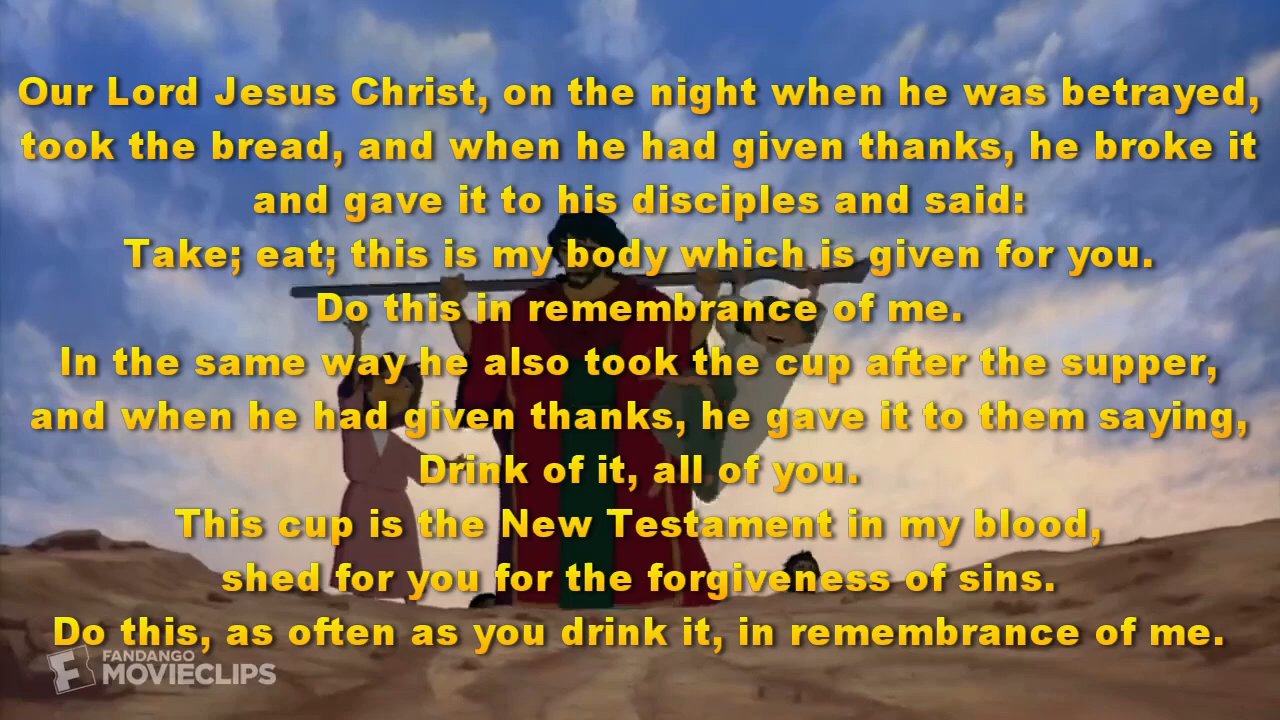 Our Lord Jesus Christ, on the night when he was betrayed,
took the bread, and when he had given thanks, he broke it
and gave it to his disciples and said:
Take; eat; this is my body which is given for you.
Do this in remembrance of me.
In the same way he also took the cup after the supper,
and when he had given thanks, he gave it to them saying,
Drink of it, all of you.
This cup is the New Testament in my blood,
shed for you for the forgiveness of sins.
Do this, as often as you drink it, in remembrance of me.
FANDANGO
MOVIECLIPS